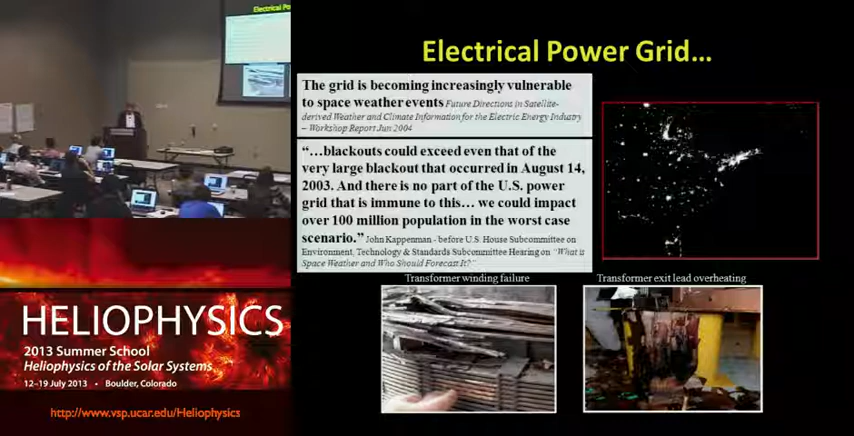 Electrical Po
Electrical Power Grid...
The grid is becoming increasingly vulnerable
to space weather events Future Directions in Satellite-
derived Weather and Climate Information for the Electric Energy Industry
– Workshop Report Jun 2004
“…blackouts could exceed even that of the
very large blackout that occurred in August 14,
2003. And there is no part of the U.S. power
grid that is immune to this… we could impact
over 100 million population in the worst case
scenario.” John Kappenman - before U.S. House Subcommittee on
Environment, Technology & Standards Subcommittee Hearing on “What is
Space Weather and Who Should Forecast It?”
Transformer winding failure
Transformer exit lead overheating
HELIOPHYSICS
2013 Summer School
Heliophysics of the Solar Systems
12–19 July 2013 • Boulder, Colorado
http://www.vsp.ucar.edu/Heliophysics